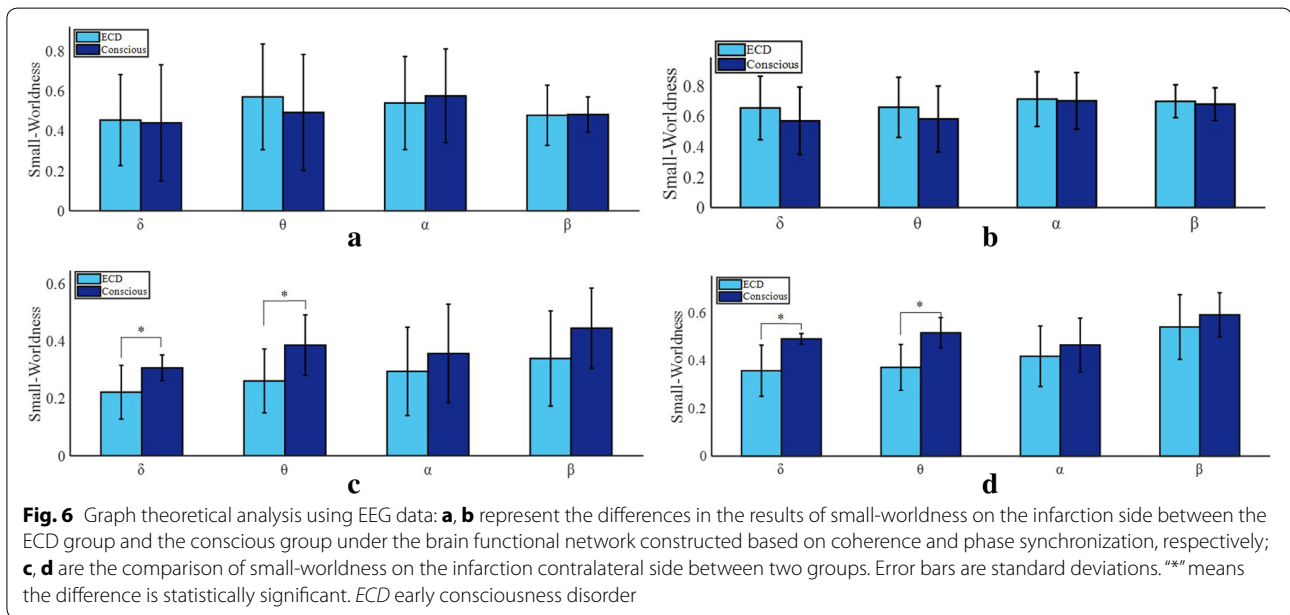 ECD
Conscious
Small-Worldness
0.8
0.6
0.4
0.2
0
δ θ α β
a
ECD
Conscious
Small-Worldness
0.8
0.6
0.4
0.2
0
δ θ α β
b
ECD
Conscious
Small-Worldness
0.6
0.4
0.2
0
* *
δ θ α β
c
ECD
Conscious
Small-Worldness
0.6
0.4
0.2
0
* *
δ θ α β
d
Fig. 6 Graph theoretical analysis using EEG data: a, b represent the differences in the results of small-worldness on the infarction side between the
ECD group and the conscious group under the brain functional network constructed based on coherence and phase synchronization, respectively;
c, d are the comparison of small-worldness on the infarction contralateral side between two groups. Error bars are standard deviations. “*” means
the difference is statistically significant. ECD early consciousness disorder